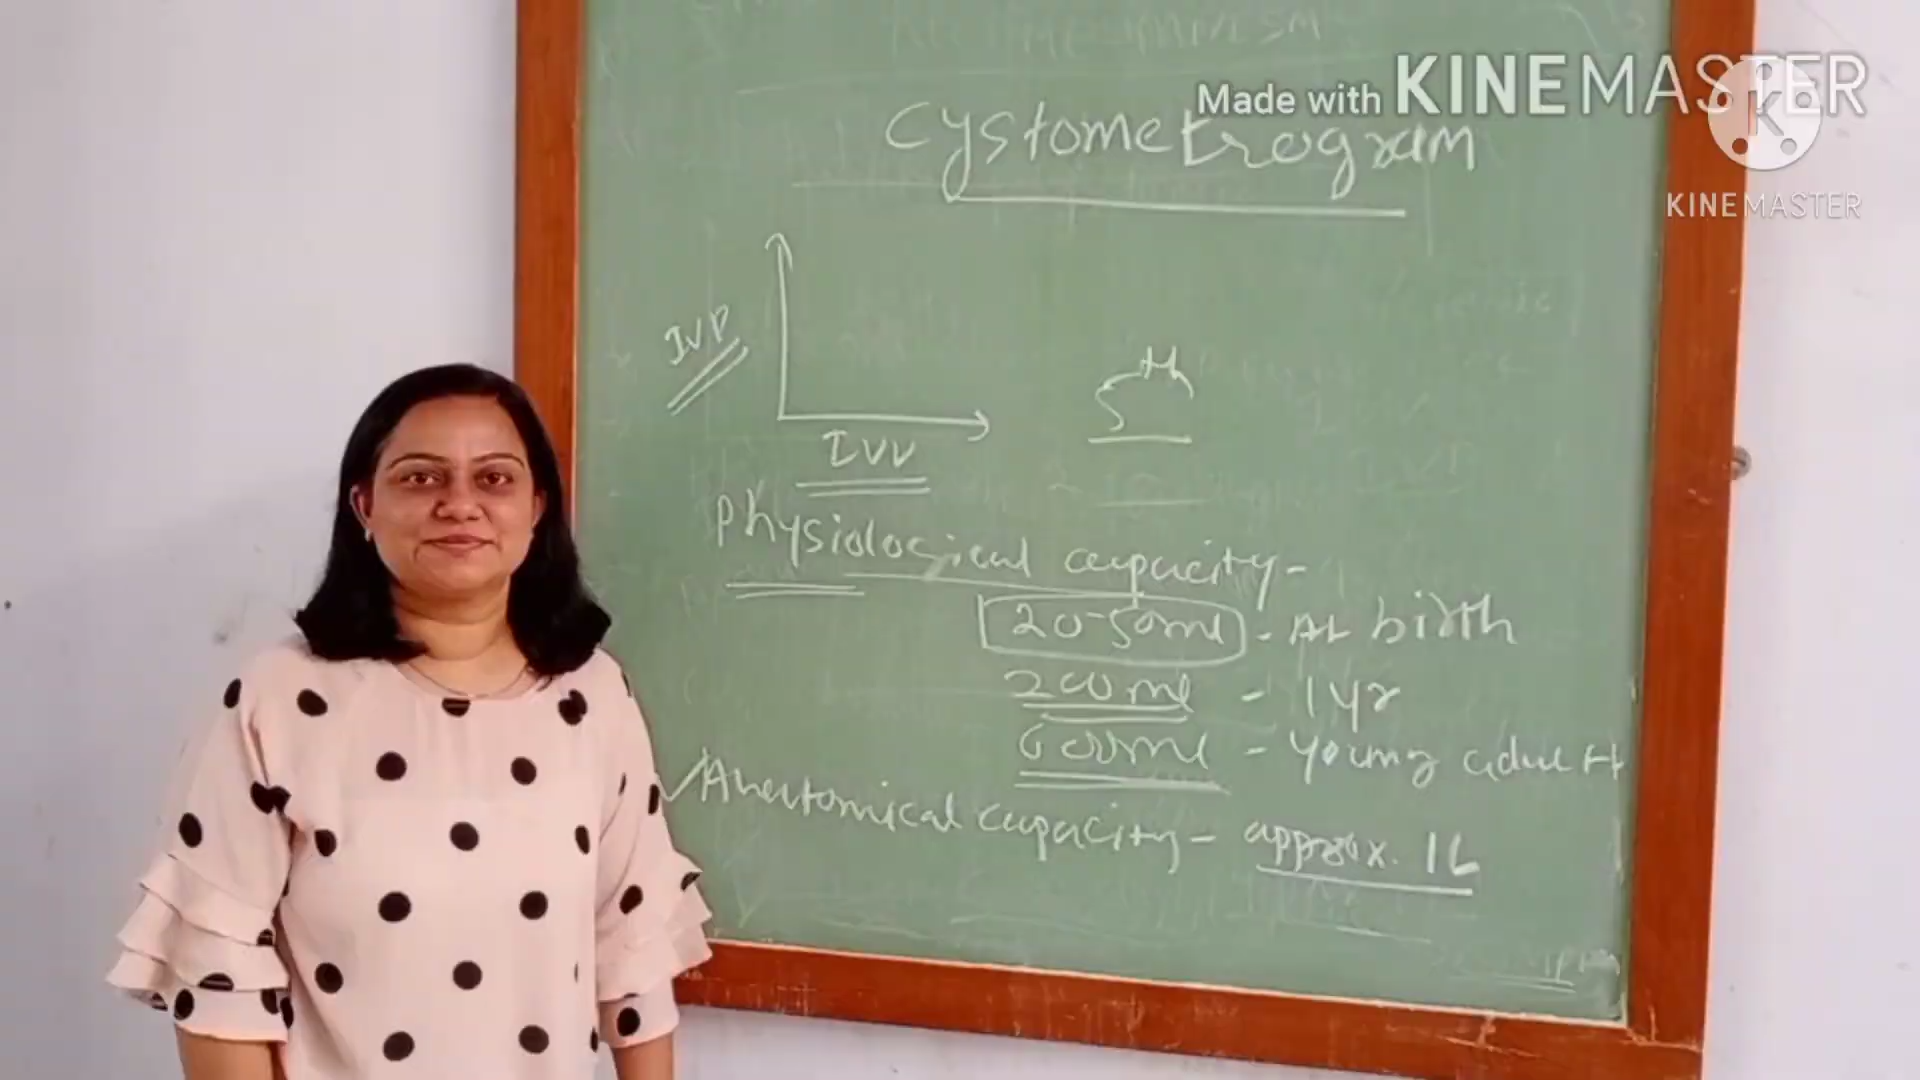 Made with KINEMASTER
KINEMASTER
Cystometrogram
IVP
IVV
physiological capacity-
20-50ml - At birth
200ml - 1yr
600ml - young adult
Anatomical capacity - approx. 1L